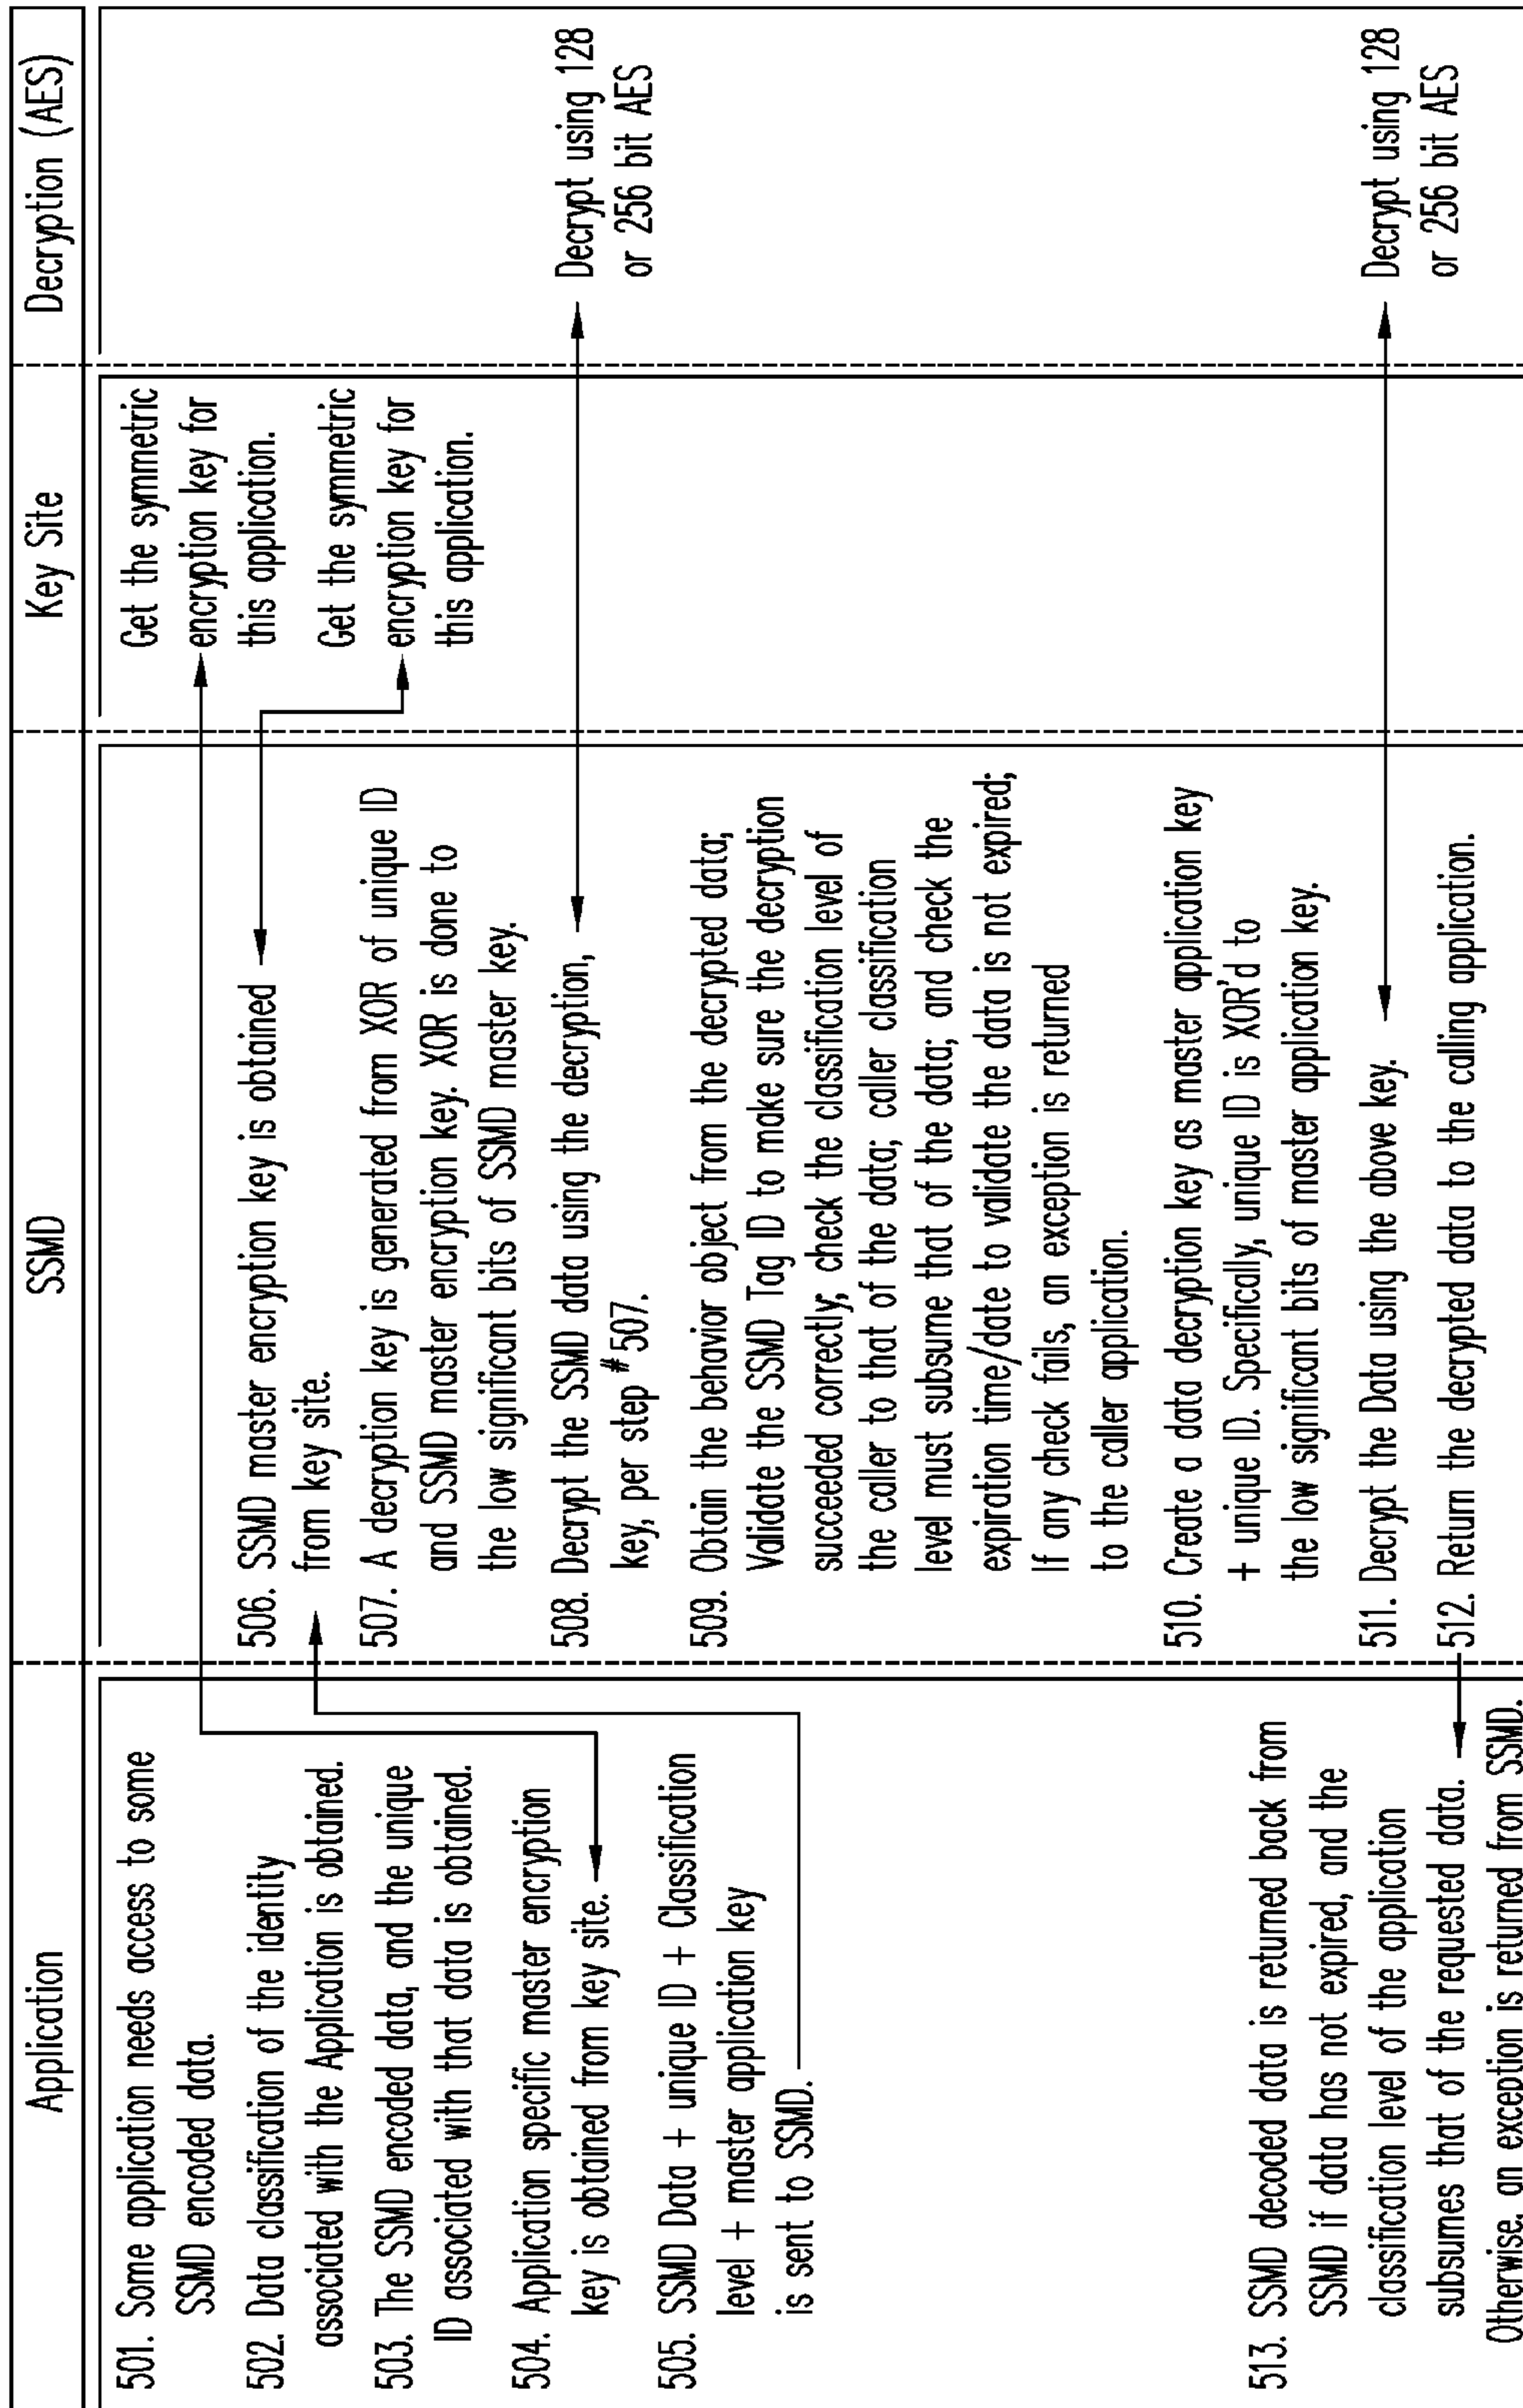 Application
SSMD
Key Site
Decryption (AES)
501. Some application needs access to some
SSMD encoded data.
502. Data classification of the identity
associated with the Application is obtained.
503. The SSMD encoded data, and the unique
ID associated with that data is obtained.
504. Application specific master encryption
key is obtained from key site.
505. SSMD Data + unique ID + Classification
level + master application key
is sent to SSMD.
513. SSMD decoded data is returned back from
SSMD if data has not expired, and the
classification level of the application
subsumes that of the requested data.
Otherwise, an exception is returned from SSMD.
506. SSMD master encryption key is obtained
from key site.
507. A decryption key is generated from XOR of unique ID
and SSMD master encryption key. XOR is done to
the low significant bits of SSMD master key.
508. Decrypt the SSMD data using the decryption,
key, per step #507.
509. Obtain the behavior object from the decrypted data;
Validate the SSMD Tag ID to make sure the decryption
succeeded correctly; check the classification level of
the caller to that of the data; caller classification
level must subsume that of the data; and check the
expiration time/date to validate the data is not expired;
If any check fails, an exception is returned
to the caller application.
510. Create a data decryption key as master application key
+ unique ID. Specifically, unique ID is XOR'd to
the low significant bits of master application key.
511. Decrypt the Data using the above key.
512. Return the decrypted data to the calling application.
Get the symmetric
encryption key for
this application.
Get the symmetric
encryption key for
this application.
Decrypt using 128
or 256 bit AES
Decrypt using 128
or 256 bit AES